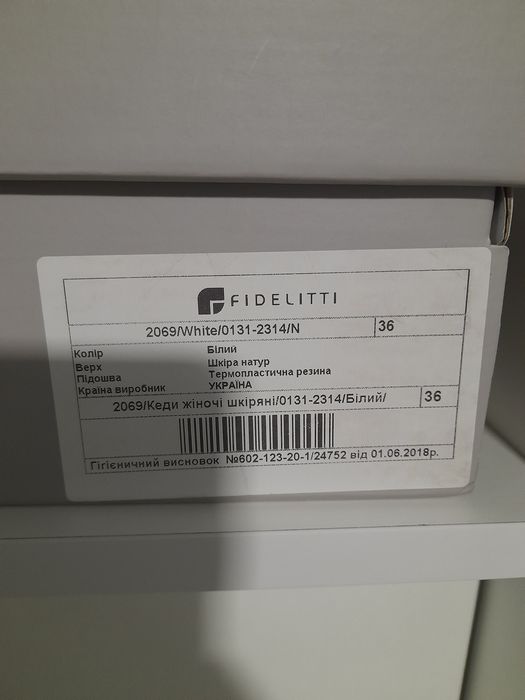 FIDELITTI
2069/White/0131-2314/N 36
Колір Білий
Верх Шкіра натур
Підошва Термопластична резина
Країна виробник УКРАЇНА
2069/Кеди жіночі шкіряні/0131-2314/Білий/ 36
Гігієничний висновок №602-123-20-1/24752 від 01.06.2018р.